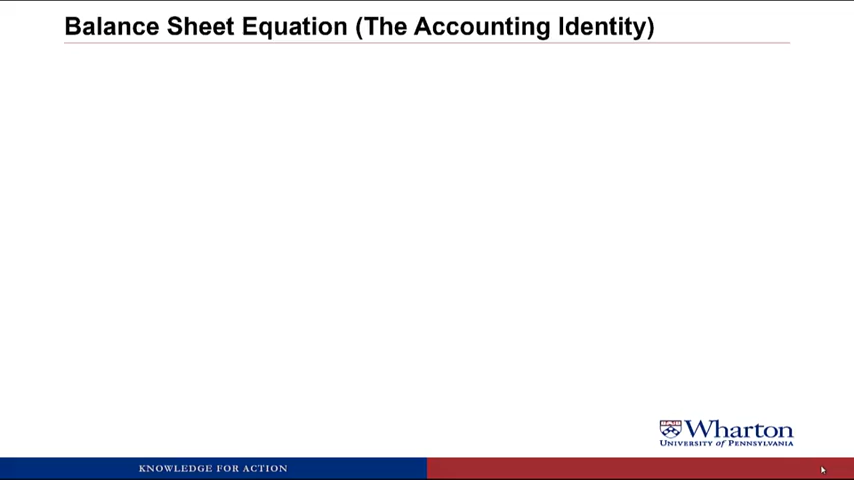 Balance Sheet Equation (The Accounting Identity)
Wharton
UNIVERSITY of PENNSYLVANIA
KNOWLEDGE FOR ACTION